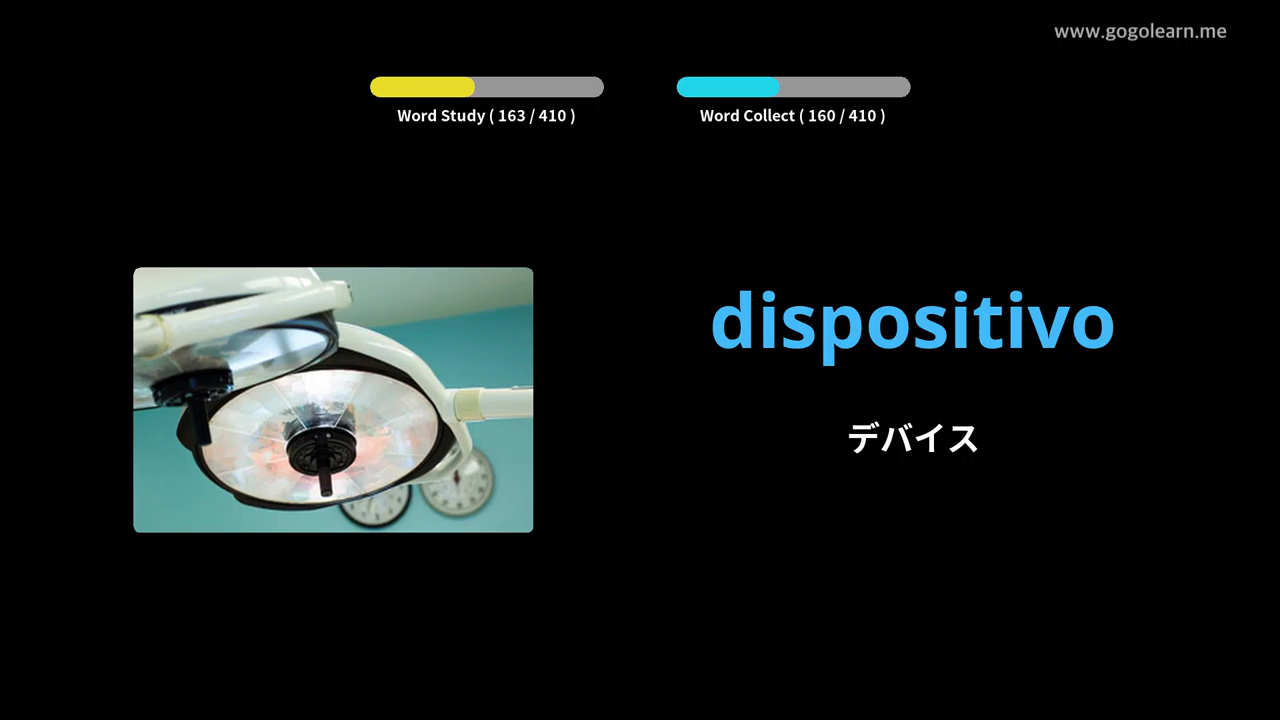 www.gogolearn.me
Word Study ( 163 / 410 )
Word Collect ( 160 / 410 )
dispositivo
デバイス